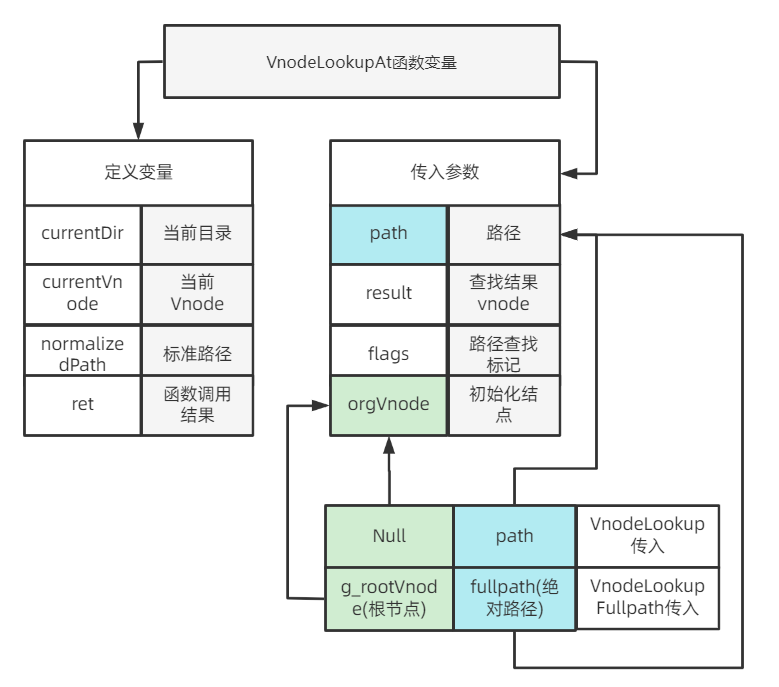 VnodeLookupAt函数变量
定义变量
currentDir
当前目录
currentVn
ode
当前
Vnode
normalize
dPath
标准路径
ret
函数调用
结果
传入参数
path
路径
result
查找结果
vnode
flags
路径查找
标记
orgVnode
初始化结
点
Null
path
VnodeLookup
传入
g_rootVnod
e(根节点)
fullpath(绝
对路径)
VnodeLookup
Fullpath传入